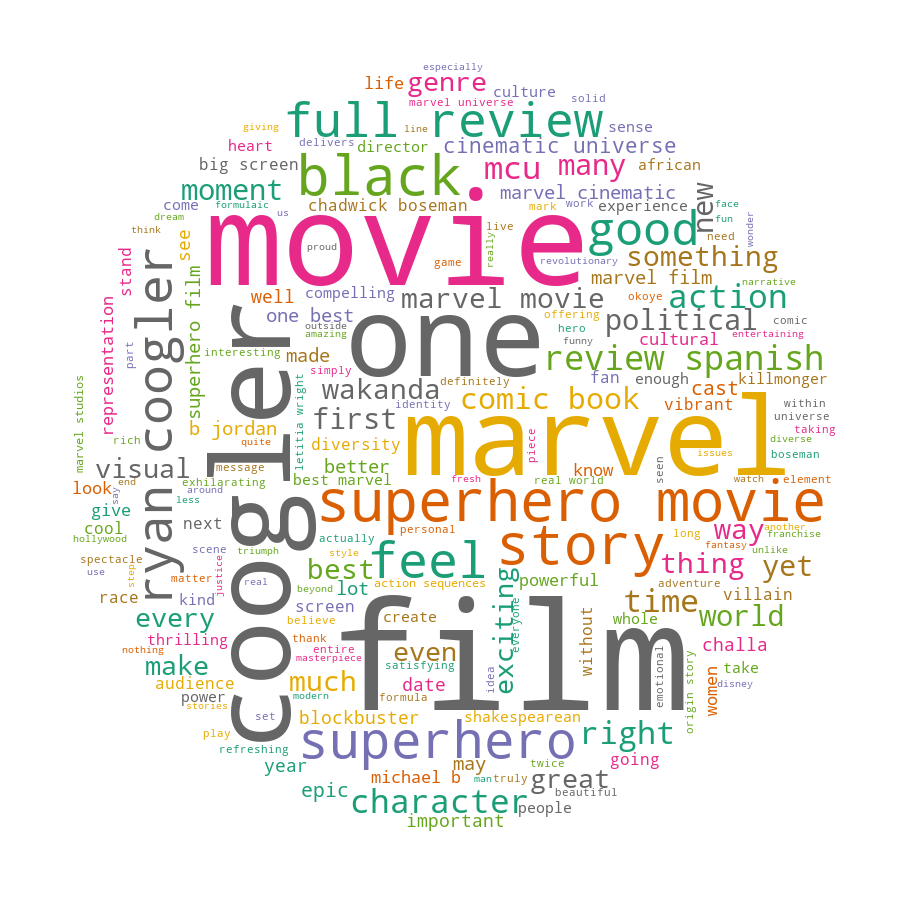 especially
life
genre
culture
solid
marvel universe
giving
full review
line
sense
heart
delivers
director
cinematic universe
big screen
black
mcu
many
african
moment
marvel cinematic
new
come
formulaic
us
chadwick boseman
mark
work
experience
face
dream
movie
good
fun
wonder
think
see
proud
live
really
need
something
stand
ryan coogler
game
revolutionary
marvel film
narrative
superhero film
well
compelling
marvel movie
okoye
action
representation
one best
outside
amazing
one
offering
hero
political
comic
part
interesting
made
funny
cultural
entertaining
simply
review spanish
marvel studios
coogler
wakanda
definitely
fan
enough
cast
killmonger
letitia wright
identity
comic book
vibrant
within
rich
b jordan
first
marvel
universe
quite
diversity
piece
taking
visual
message
better
know
seen
issues
diverse
boseman
look
exhilarating
best marvel
fresh
real world
watch
element
end
say
around
superhero movie
give
less
cool
next
personal
story
way
long
another
franchise
hollywood
scene
actually
thing
fantasy
unlike
spectacle
triumph
style
feel
yet
use
step
justice
matter
real
best
lot
action sequences
exciting
powerful
adventure
race
kind
beyond
screen
time
villain
every
believe
create
everyone
without
whole
world
thrilling
thank
nothing
entire
even
challa
make
masterpiece
satisfying
emotional
origin story
take
audience
much
date
idea
women
disney
power
modern
formula
film
stories
set
blockbuster
shakespearean
play
superhero
right
refreshing
year
may
twice
going
michael b
man
truly
great
epic
character
beautiful
people
important